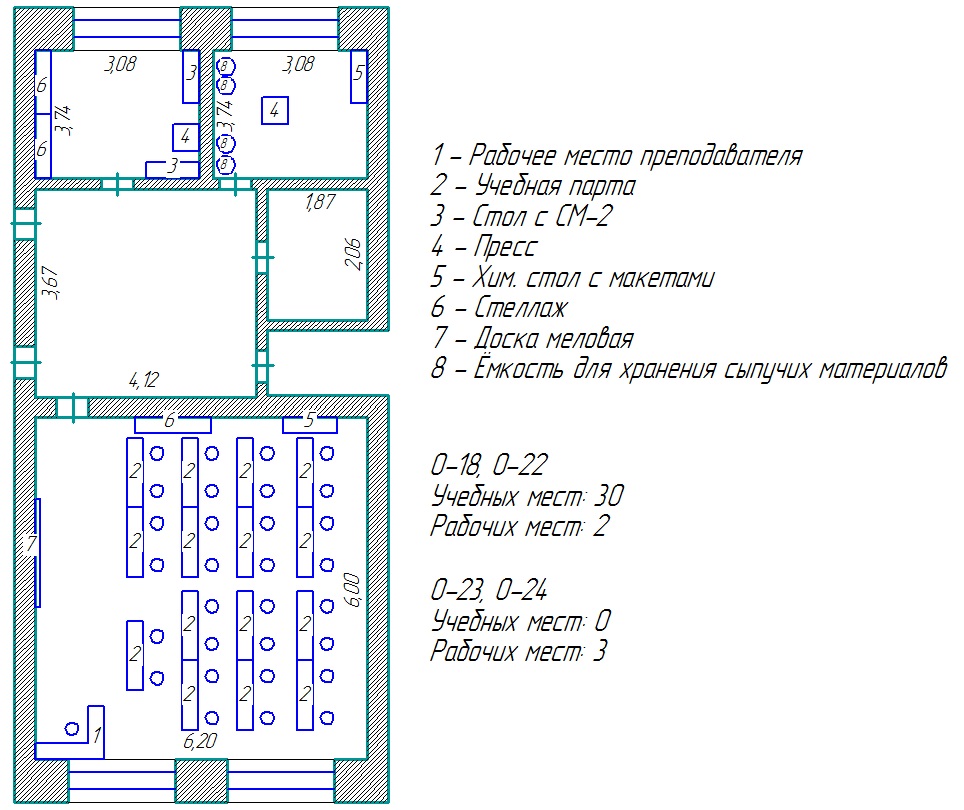 3,08
3,08
6
3
8
8
5
3,74
3,74
4
4
8
6
3
8
1,87
2,06
3,67
4,12
6
5
2
2
2
2
2
2
2
2
7
6,00
2
2
2
2
2
2
2
1
6,20
1 – Рабочее место преподавателя
2 – Учебная парта
3 – Стол с СМ–2
4 – Пресс
5 – Хим. стол с макетами
6 – Стеллаж
7 – Доска меловая
8 – Ёмкость для хранения сыпучих материалов
О–18, О–22
Учебных мест: 30
Рабочих мест: 2
О–23, О–24
Учебных мест: 0
Рабочих мест: 3